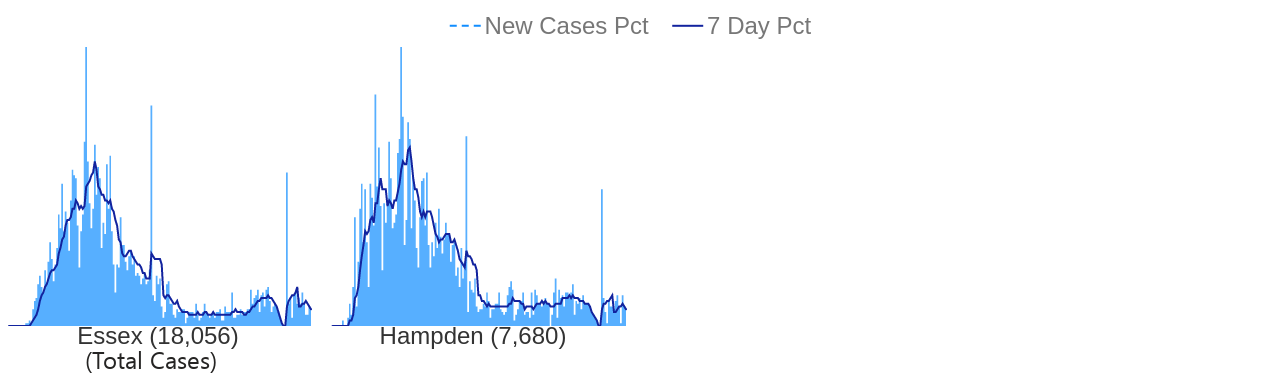 New Cases Pct 7 Day Pct
Essex (18,056) Hampden (7,680)
(Total Cases)